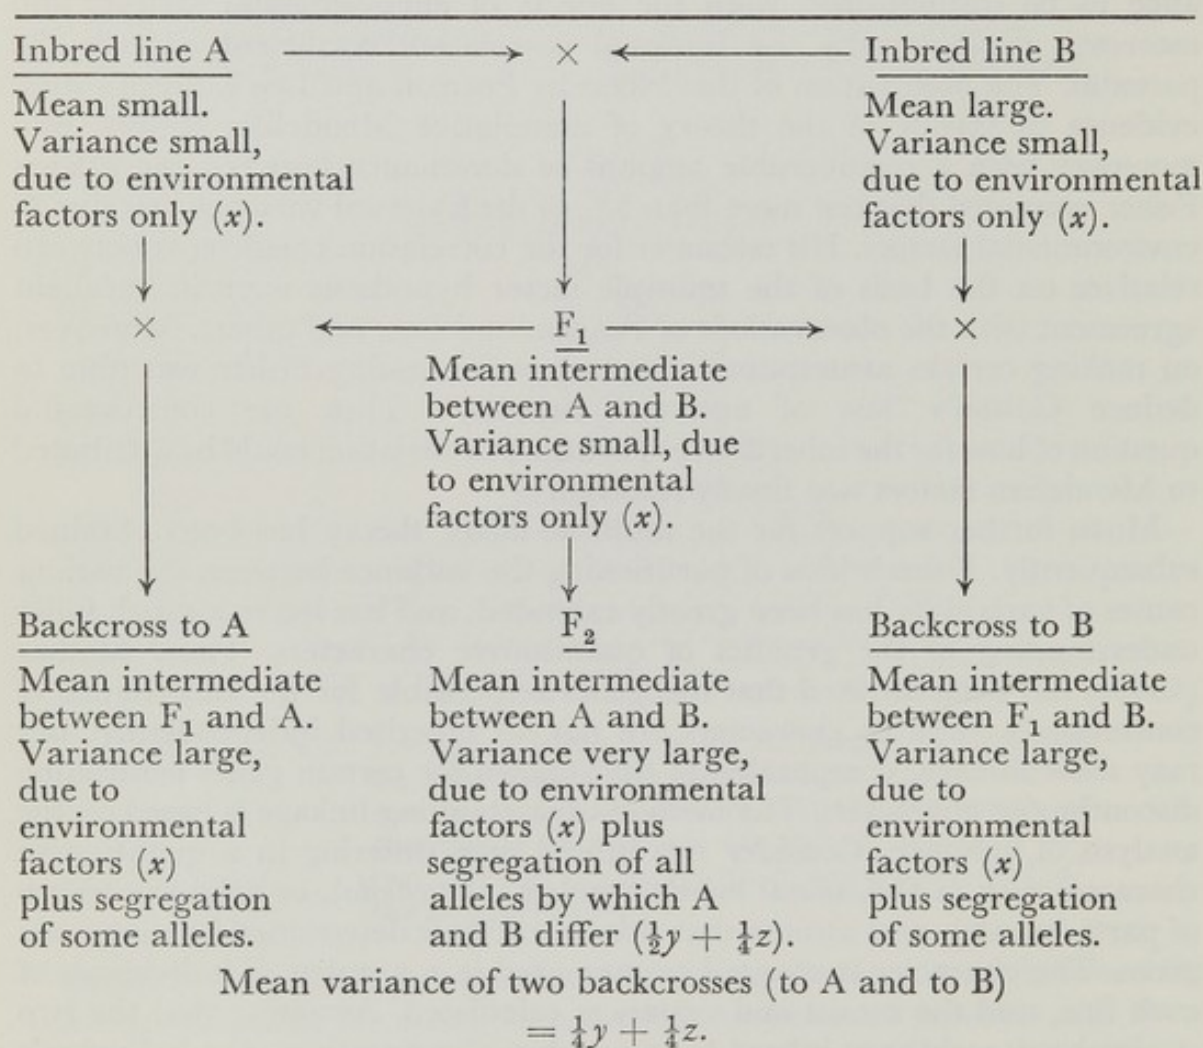 Inbred line A × Inbred line B
Mean small.
Variance small,
due to environmental
factors only (x).
Mean large.
Variance small,
due to environmental
factors only (x).
× F₁ ×
Mean intermediate
between A and B.
Variance small, due
to environmental
factors only (x).
Backcross to A
Mean intermediate
between F₁ and A.
Variance large,
due to
environmental
factors (x)
plus segregation
of some alleles.
F₂
Mean intermediate
between A and B.
Variance very large,
due to environmental
factors (x) plus
segregation of all
alleles by which A
and B differ (½y + ¼z).
Backcross to B
Mean intermediate
between F₁ and B.
Variance large,
due to
environmental
factors (x)
plus segregation
of some alleles.
Mean variance of two backcrosses (to A and to B)
= ¼y + ¼z.